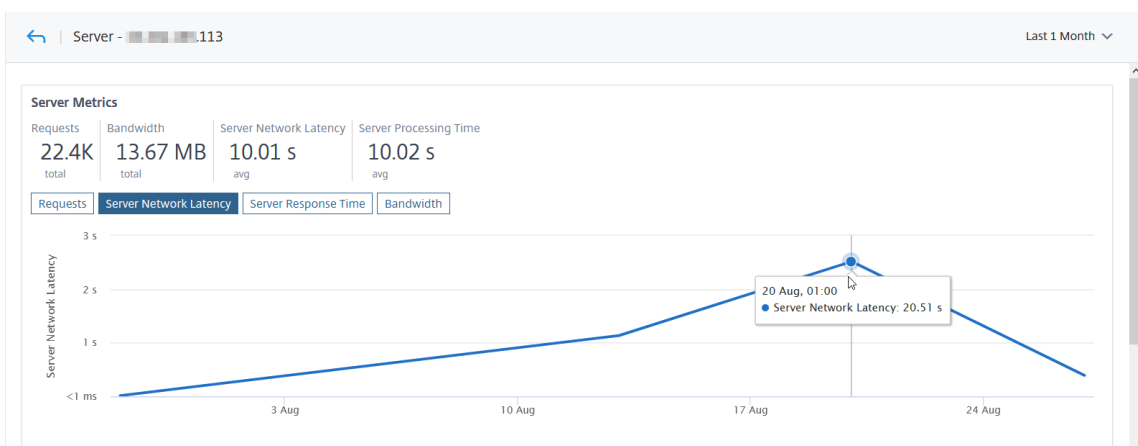 Server - .113 Last 1 Month
Server Metrics
Requests Bandwidth Server Network Latency Server Processing Time
22.4K 13.67 MB 10.01 s 10.02 s
total total avg avg
Requests Server Network Latency Server Response Time Bandwidth
Server Network Latency
3 s
2 s
1 s
<1 ms
20 Aug, 01:00
Server Network Latency: 20.51 s
3 Aug 10 Aug 17 Aug 24 Aug